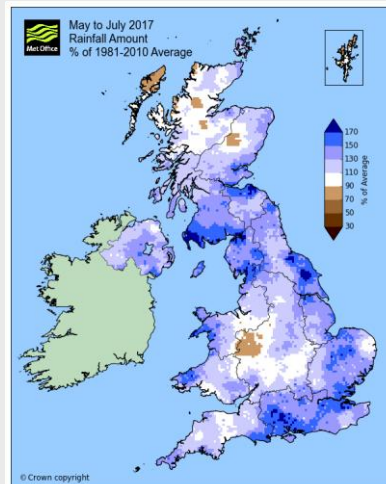 Met Office
May to July 2017
Rainfall Amount
% of 1981-2010 Average
170
150
130
110
90
70
50
30
% of Average
© Crown copyright